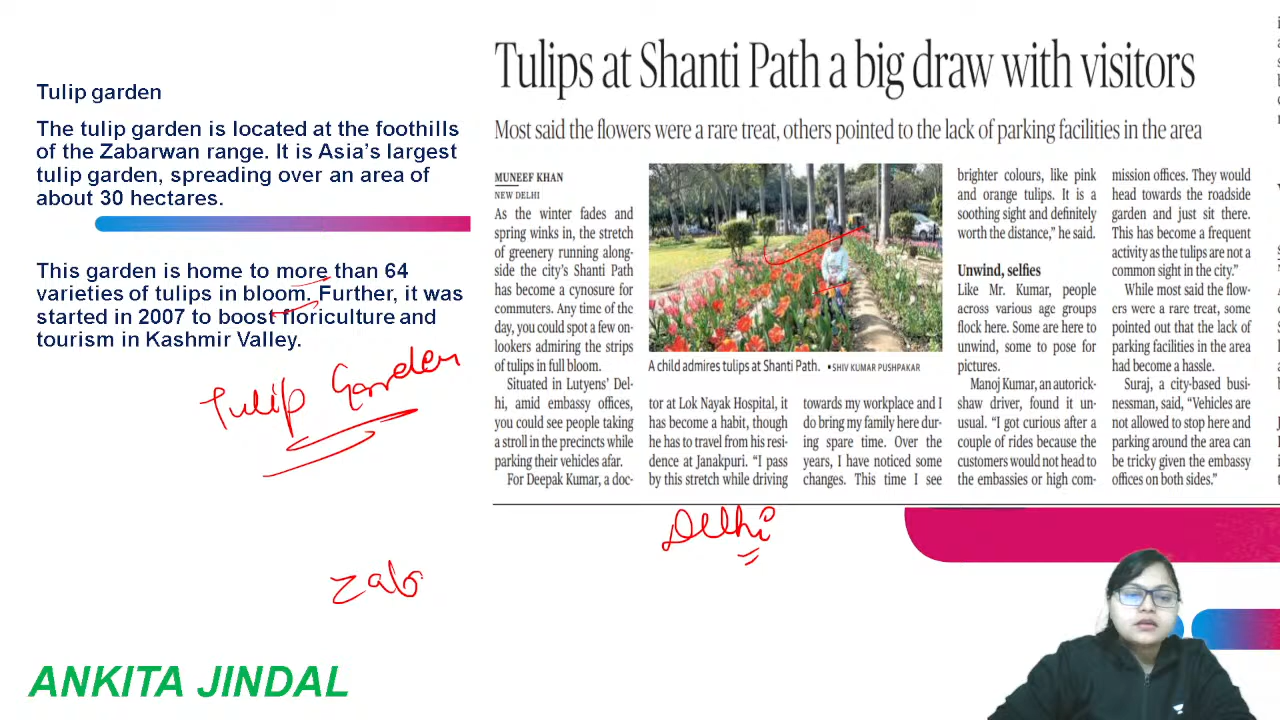 Tulip garden
The tulip garden is located at the foothills
of the Zabarwan range. It is Asia's largest
tulip garden, spreading over an area of
about 30 hectares.
This garden is home to more than 64
varieties of tulips in bloom. Further, it was
started in 2007 to boost floriculture and
tourism in Kashmir Valley.
Tulip Garden
Zab
ANKITA JINDAL
Tulips at Shanti Path a big draw with visitors
Most said the flowers were a rare treat, others pointed to the lack of parking facilities in the area
MUNEEF KHAN
NEW DELHI
As the winter fades and
spring winks in, the stretch
of greenery running along-
side the city's Shanti Path
has become a cynosure for
commuters. Any time of the
day, you could spot a few on-
lookers admiring the strips
of tulips in full bloom.
Situated in Lutyens' Del-
hi, amid embassy offices,
you could see people taking
a stroll in the precincts while
parking their vehicles afar.
For Deepak Kumar, a doc-
A child admires tulips at Shanti Path. •SHIV KUMAR PUSHPAKAR
tor at Lok Nayak Hospital, it
has become a habit, though
he has to travel from his resi-
dence at Janakpuri. "I pass
by this stretch while driving
towards my workplace and I
do bring my family here dur-
ing spare time. Over the
years, I have noticed some
changes. This time I see
brighter colours, like pink
and orange tulips. It is a
soothing sight and definitely
worth the distance," he said.
Unwind, selfies
Like Mr. Kumar, people
across various age groups
flock here. Some are here to
unwind, some to pose for
pictures.
Manoj Kumar, an autorick-
shaw driver, found it un-
usual. "I got curious after a
couple of rides because the
customers would not head to
the embassies or high com-
mission offices. They would
head towards the roadside
garden and just sit there.
This has become a frequent
activity as the tulips are not a
common sight in the city."
While most said the flow-
ers were a rare treat, some
pointed out that the lack of
parking facilities in the area
had become a hassle.
Suraj, a city-based busi-
nessman, said, "Vehicles are
not allowed to stop here and
parking around the area can
be tricky given the embassy
offices on both sides."
Delhi